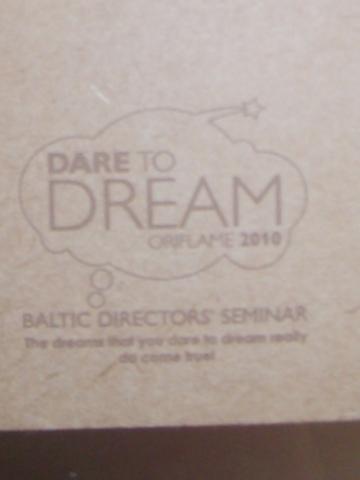 DARE TO
DREAM
ORIFLAME 2010
BALTIC DIRECTORS' SEMINAR
The dreams that you dare to dream really
do come true!